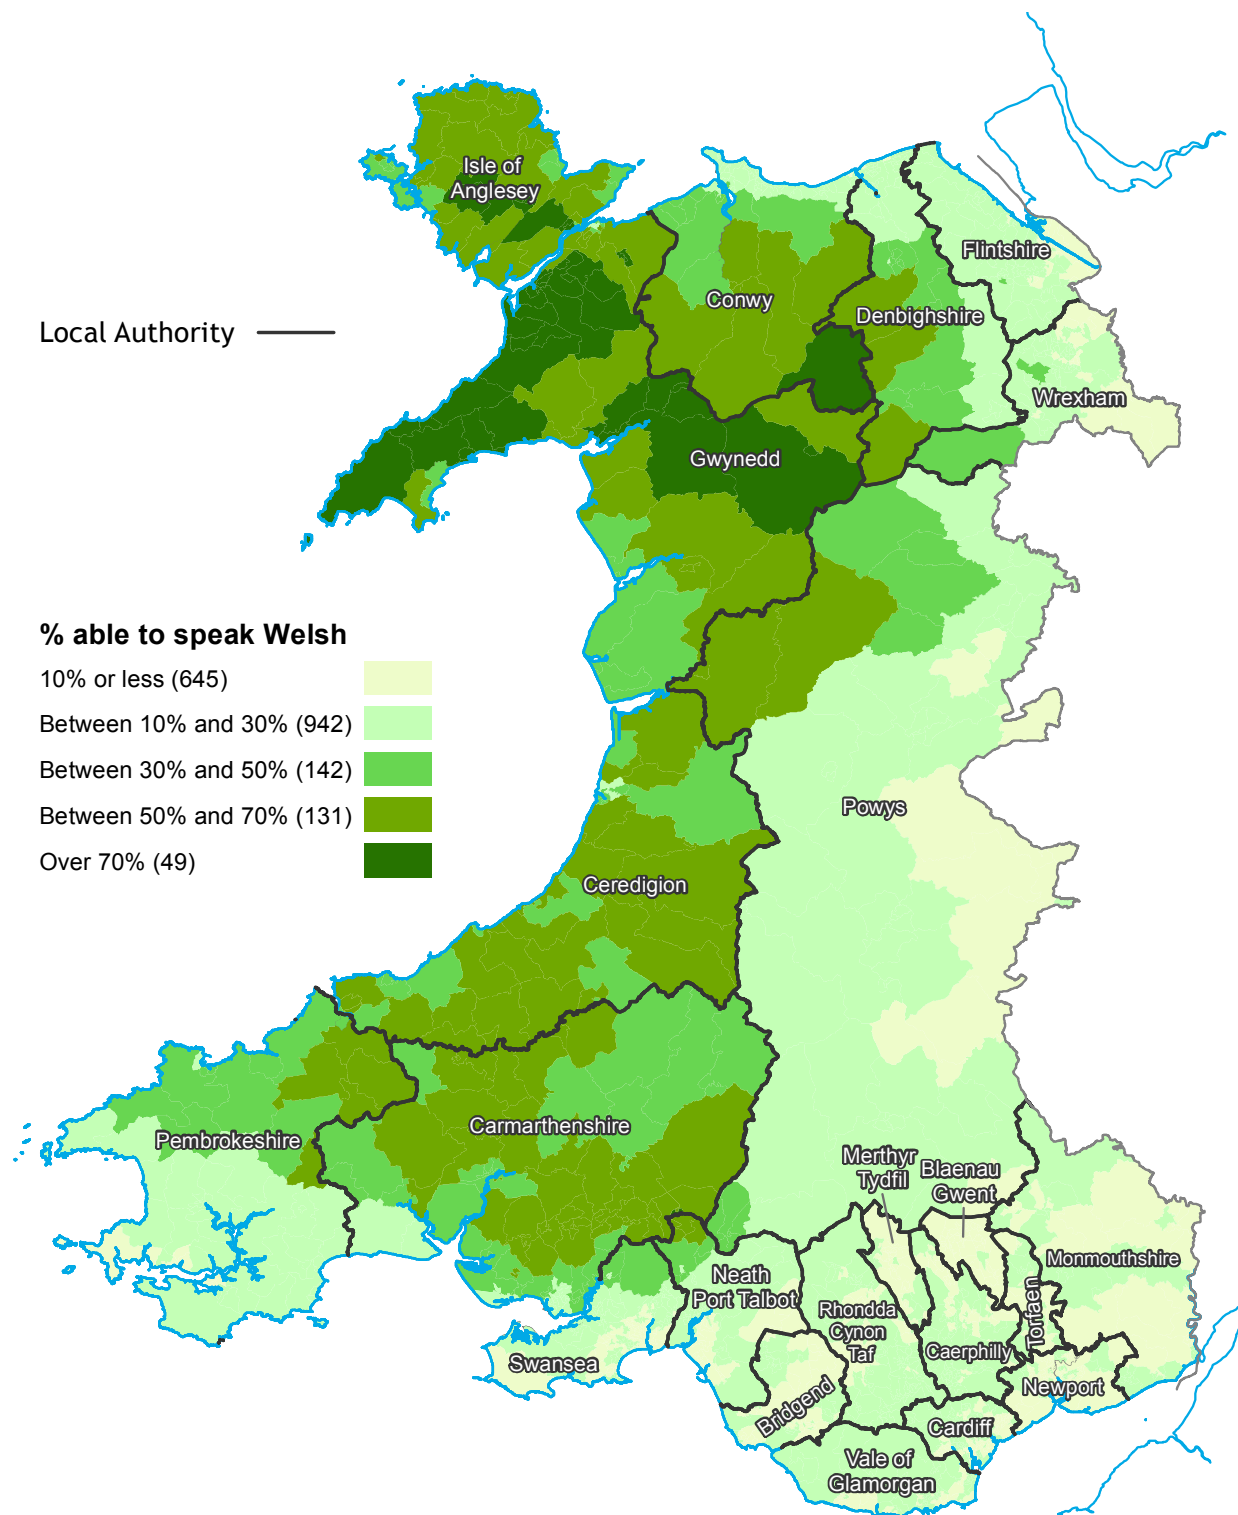 Isle of
Anglesey
Flintshire
Conwy
Denbighshire
Local Authority
Wrexham
Gwynedd
% able to speak Welsh
10% or less (645)
Between 10% and 30% (942)
Between 30% and 50% (142)
Between 50% and 70% (131)
Over 70% (49)
Powys
Ceredigion
Carmarthenshire
Pembrokeshire
Merthyr
Tydfil
Blaenau
Gwent
Monmouthshire
Neath
Port Talbot
Rhondda
Cynon
Taf
Torfaen
Caerphilly
Swansea
Newport
Bridgend
Cardiff
Vale of
Glamorgan